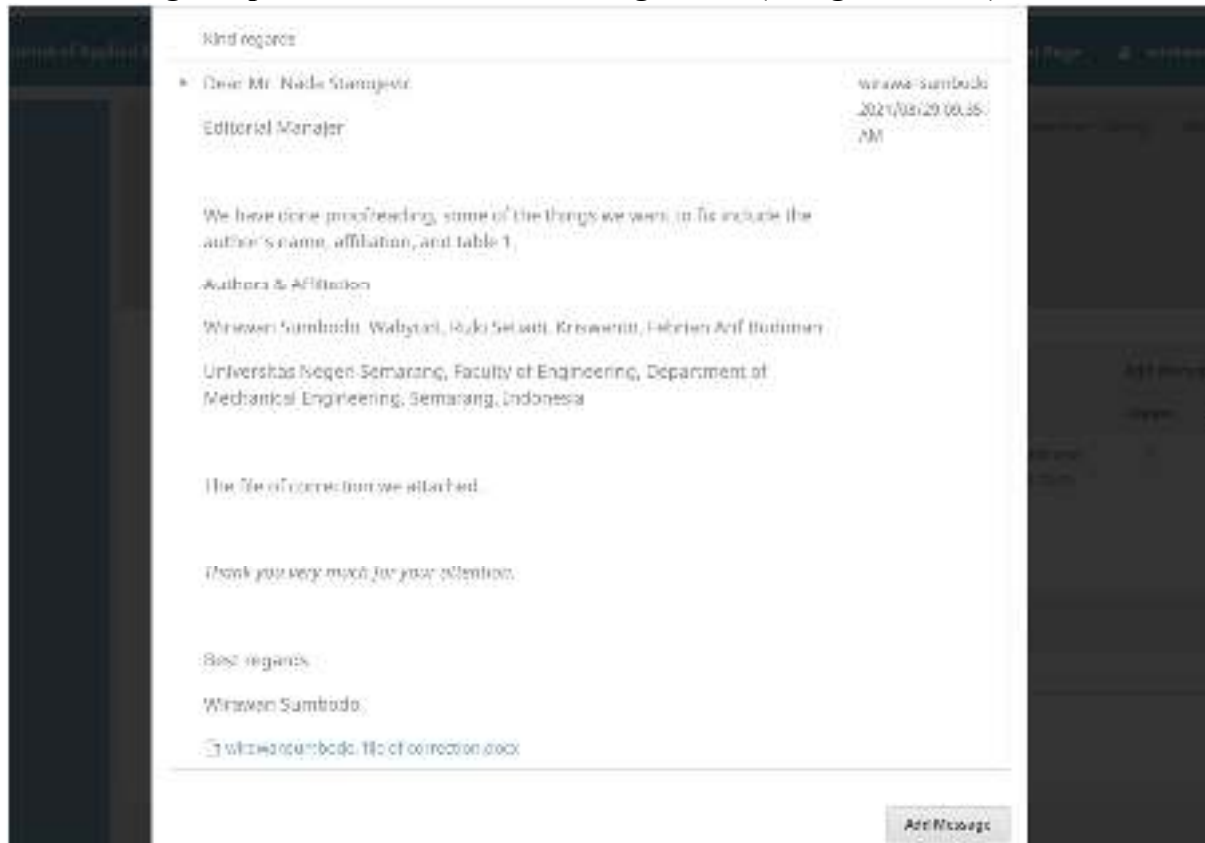 Kind regards
Dear Mr. Nada Stanojevic
wirawansumbodo
2021/03/29 09:35
AM
Editorial Manajer
We have done proofreading, some of the things we want to fix include the
author's name, affiliation, and table 1.
Authors & Affiliation
Wirawan Sumbodo, Wahyudi, Rizki Setiadi, Kriswanto, Febrian Arif Budiman
Universitas Negeri Semarang, Faculty of Engineering, Department of
Mechanical Engineering, Semarang, Indonesia
The file of correction we attached.
Thank you very much for your attention.
Best regards
Wirawan Sumbodo.
wirawansumbodo, file of correction.docx
Add Message